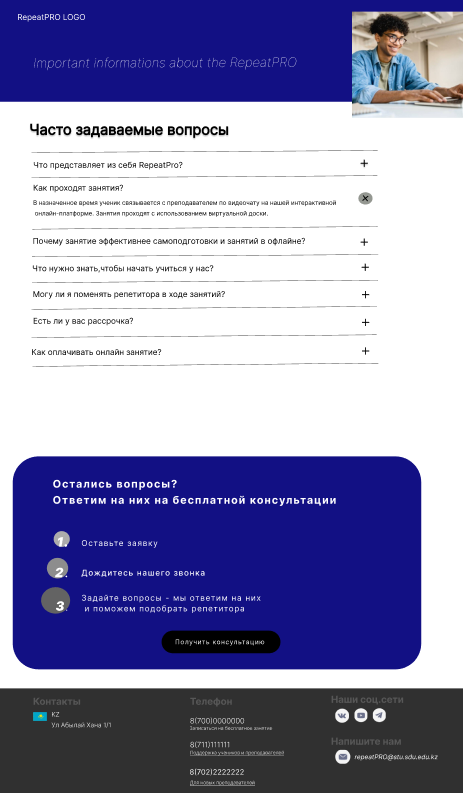 RepeatPRO LOGO
Important informations about the RepeatPRO
Часто задаваемые вопросы
Что представляет из себя RepeatPro?
Как проходят занятия?
В назначенное время ученик связывается с преподавателем по видеочату на нашей интерактивной
онлайн-платформе. Занятия проходят с использованием виртуальной доски.
Почему занятие эффективнее самоподготовки и занятий в офлайне?
Что нужно знать,чтобы начать учиться у нас?
Могу ли я поменять репетитора в ходе занятий?
Есть ли у вас рассрочка?
Как оплачивать онлайн занятие?
Остались вопросы?
Ответим на них на бесплатной консультации
1. Оставьте заявку
2. Дождитесь нашего звонка
3. Задайте вопросы - мы ответим на них
и поможем подобрать репетитора
Получить консультацию
Контакты
KZ
Ул Абылай Хана 1/1
Телефон
8(700)0000000
Записаться на бесплатное занятие
8(711)111111
Поддержка учеников и преподавателей
8(702)2222222
Для новых преподавателей
Наши соц.сети
Напишите нам
repeatPRO@stu.sdu.edu.kz